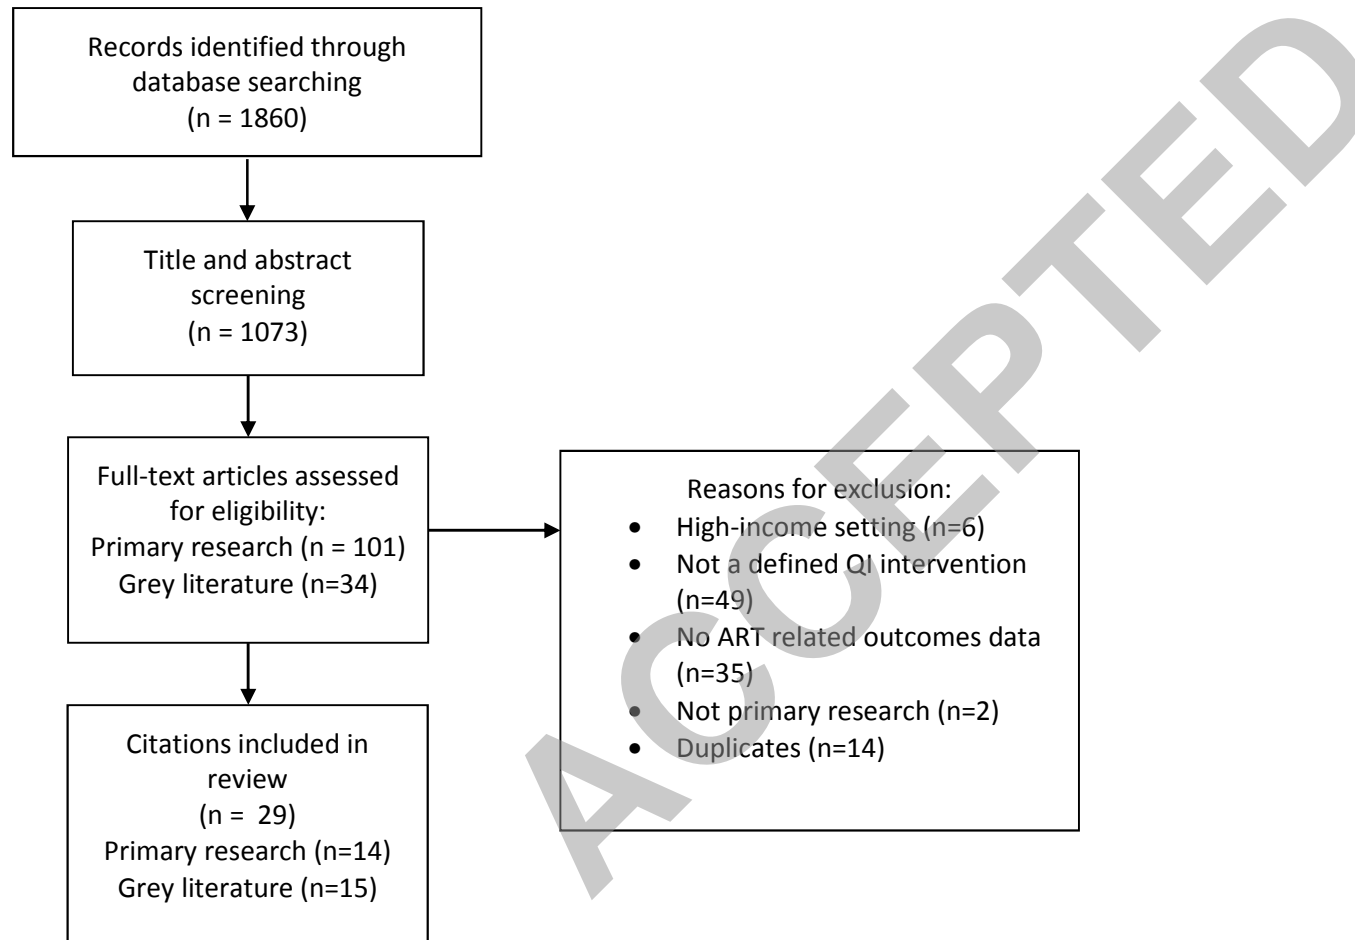 Records identified through
database searching
(n = 1860)
Title and abstract
screening
(n = 1073)
Full-text articles assessed
for eligibility:
Primary research (n = 101)
Grey literature (n=34)
Reasons for exclusion:
• High-income setting (n=6)
• Not a defined QI intervention
(n=49)
• No ART related outcomes data
(n=35)
• Not primary research (n=2)
• Duplicates (n=14)
Citations included in
review
(n = 29)
Primary research (n=14)
Grey literature (n=15)
ACCEPTED